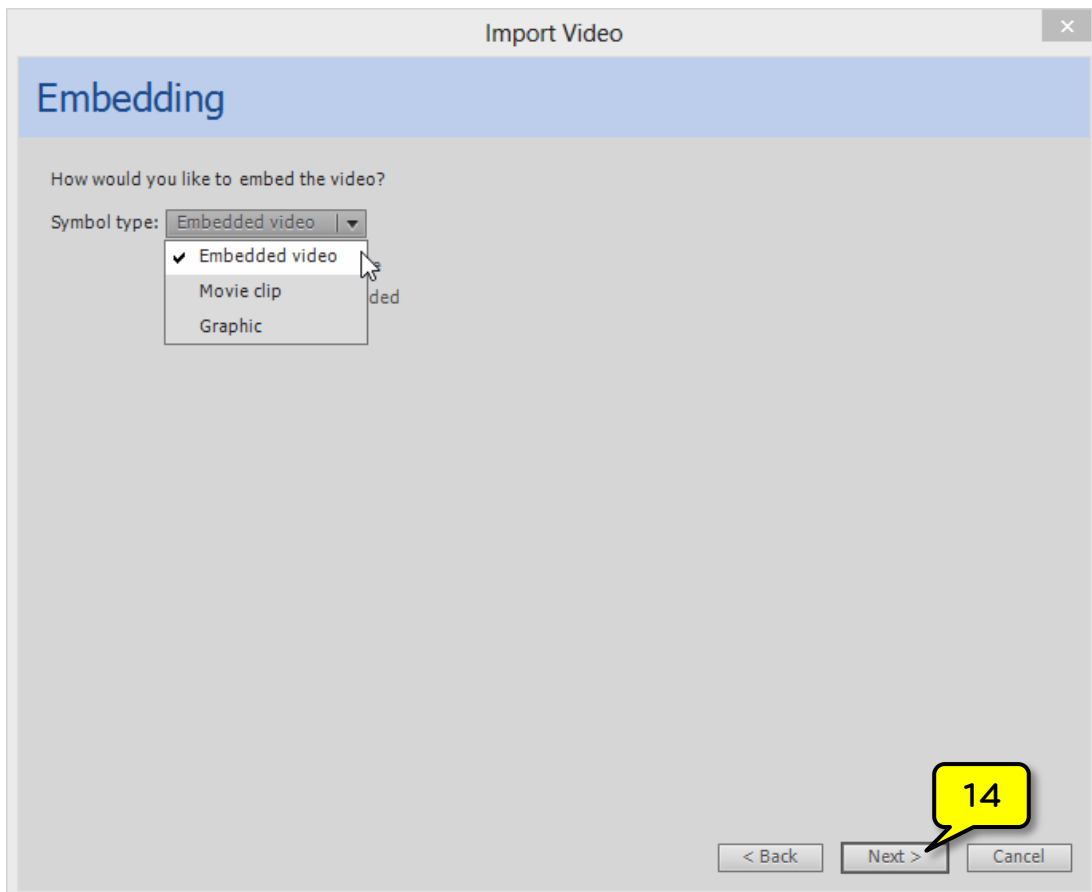 Import Video
Embedding
How would you like to embed the video?
Symbol type: Embedded video
Embedded video
Movie clip
ded
Graphic
14
< Back Next > Cancel